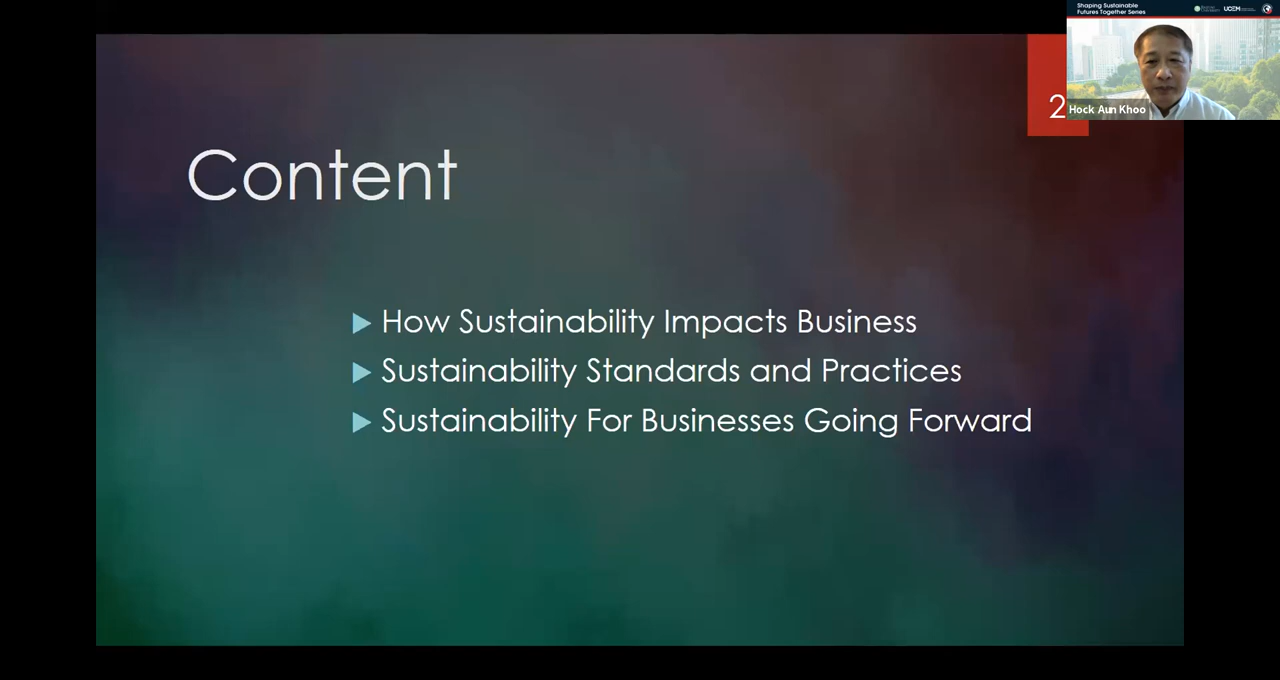 Shaping Sustainable
Futures Together Series
UCEM
2
Hock Aun Khoo
Content
How Sustainability Impacts Business
Sustainability Standards and Practices
Sustainability For Businesses Going Forward